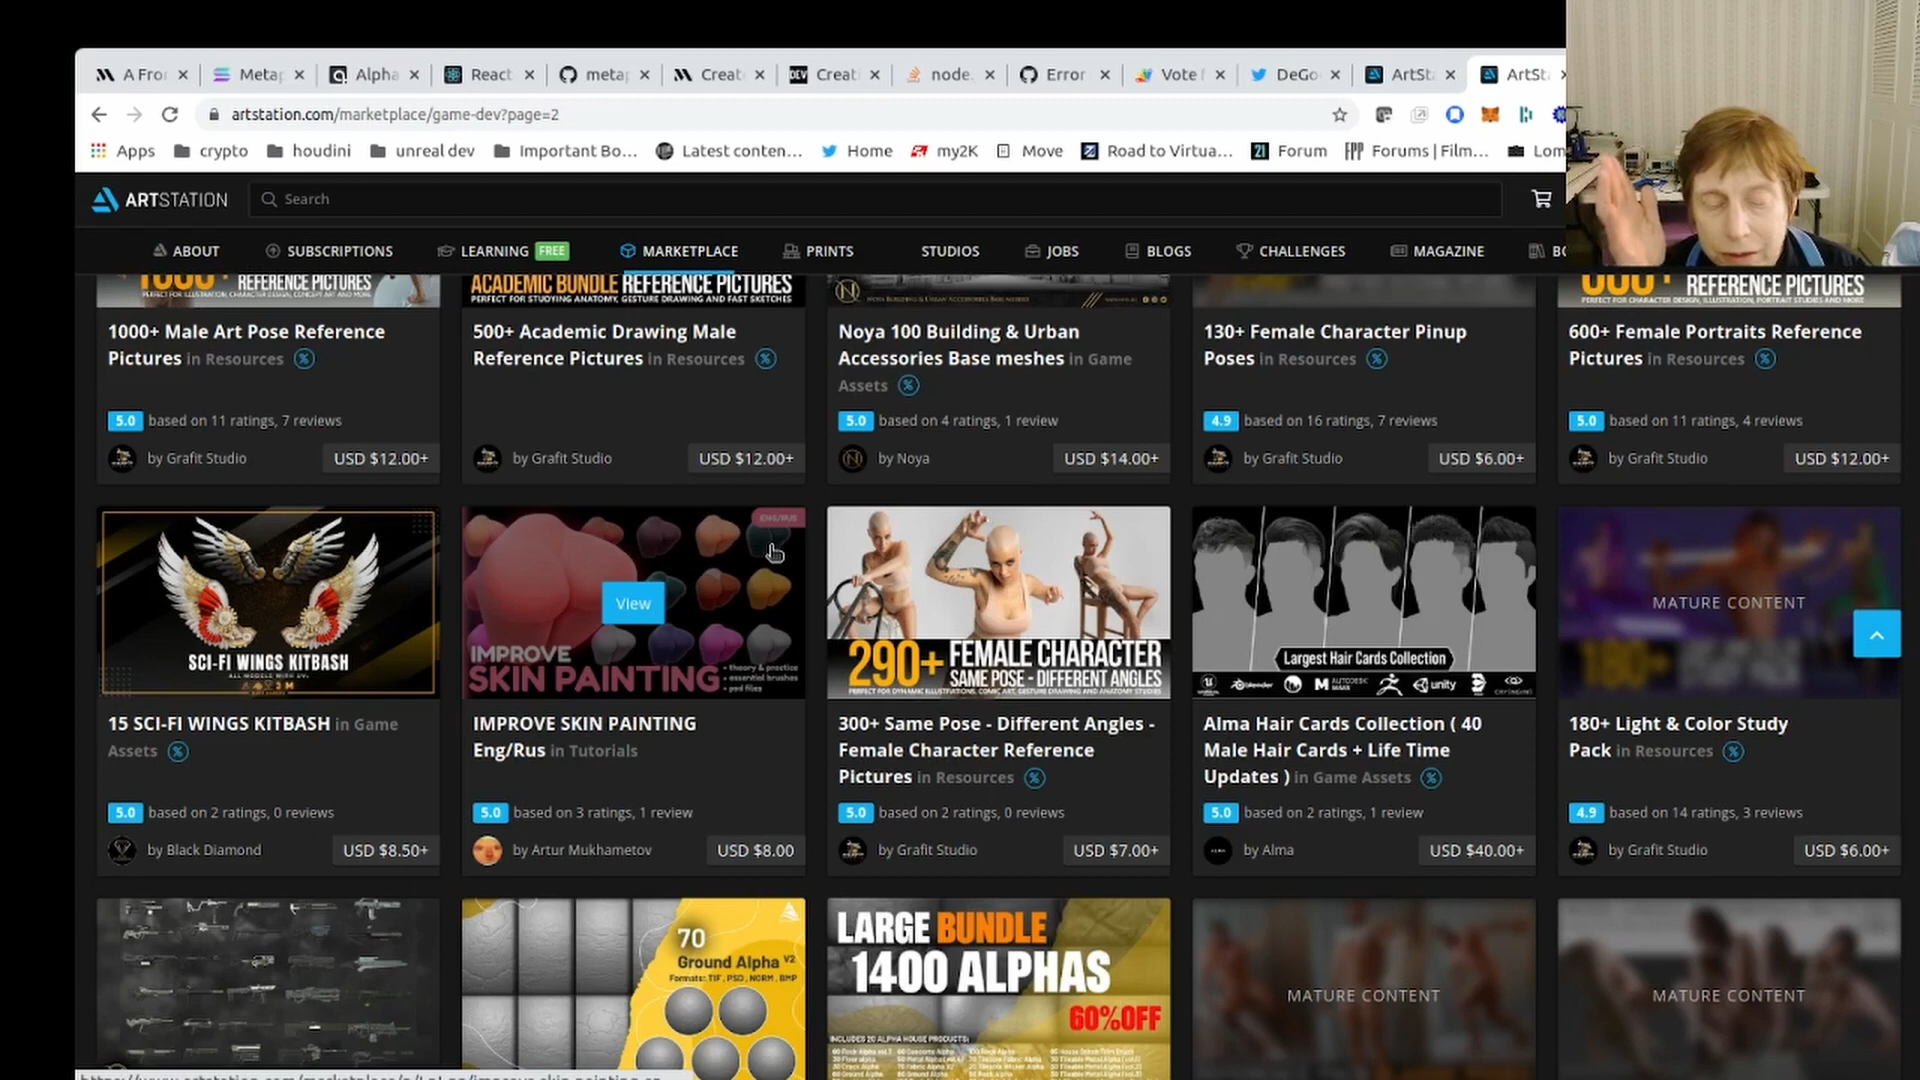 A Fro
Metap
Alpha
React
metap
Creat
DEV
Creati
node.
Error
Vote f
DeGo
ArtSt
ArtSt
artstation.com/marketplace/game-dev?page=2
Apps
crypto
houdini
unreal dev
Important Bo...
Latest conten...
Home
my2K
Move
Road to Virtua...
21 Forum
Forums | Film...
Lom
ARTSTATION
Search
ABOUT
SUBSCRIPTIONS
LEARNING FREE
MARKETPLACE
PRINTS
STUDIOS
JOBS
BLOGS
CHALLENGES
MAGAZINE
REFERENCE PICTURES
PERFECT FOR ILLUSTRATION, CHARACTER DESIGN, CONCEPT ART AND MORE
1000+ Male Art Pose Reference
Pictures in Resources
5.0 based on 11 ratings, 7 reviews
by Grafit Studio
USD $12.00+
ACADEMIC BUNDLE REFERENCE PICTURES
PERFECT FOR STUDYING ANATOMY, GESTURE DRAWING AND FAST SKETCHES
500+ Academic Drawing Male
Reference Pictures in Resources
by Grafit Studio
USD $12.00+
Noya 100 Building & Urban
Accessories Base meshes in Game
Assets
5.0 based on 4 ratings, 1 review
by Noya
USD $14.00+
130+ Female Character Pinup
Poses in Resources
4.9 based on 16 ratings, 7 reviews
by Grafit Studio
USD $6.00+
REFERENCE PICTURES
PERFECT FOR CHARACTER DESIGN, ILLUSTRATION, PORTRAIT STUDIES AND MORE
600+ Female Portraits Reference
Pictures in Resources
5.0 based on 11 ratings, 4 reviews
by Grafit Studio
USD $12.00+
SCI-FI WINGS KITBASH
15 SCI-FI WINGS KITBASH in Game
Assets
5.0 based on 2 ratings, 0 reviews
by Black Diamond
USD $8.50+
ENG/RUS
View
IMPROVE
SKIN PAINTING
• theory & practice
• essential brushes
• psd files
IMPROVE SKIN PAINTING
Eng/Rus in Tutorials
5.0 based on 3 ratings, 1 review
by Artur Mukhametov
USD $8.00
290+ FEMALE CHARACTER
SAME POSE - DIFFERENT ANGLES
PERFECT FOR DYNAMIC ILLUSTRATIONS, COMIC ART, GESTURE DRAWING AND ANATOMY STUDIES
300+ Same Pose - Different Angles -
Female Character Reference
Pictures in Resources
5.0 based on 2 ratings, 0 reviews
by Grafit Studio
USD $7.00+
Largest Hair Cards Collection
blender
AUTODESK MAYA
unity
Alma Hair Cards Collection ( 40
Male Hair Cards + Life Time
Updates ) in Game Assets
5.0 based on 2 ratings, 1 review
by Alma
USD $40.00+
MATURE CONTENT
180+ Light & Color Study
Pack in Resources
4.9 based on 14 ratings, 3 reviews
by Grafit Studio
USD $6.00+
70
Ground Alpha V2
Formats: TIF , PSD , NORM , BMP
LARGE BUNDLE
1400 ALPHAS
60%OFF
INCLUDES 20 ALPHA HOUSE PRODUCTS:
MATURE CONTENT
MATURE CONTENT